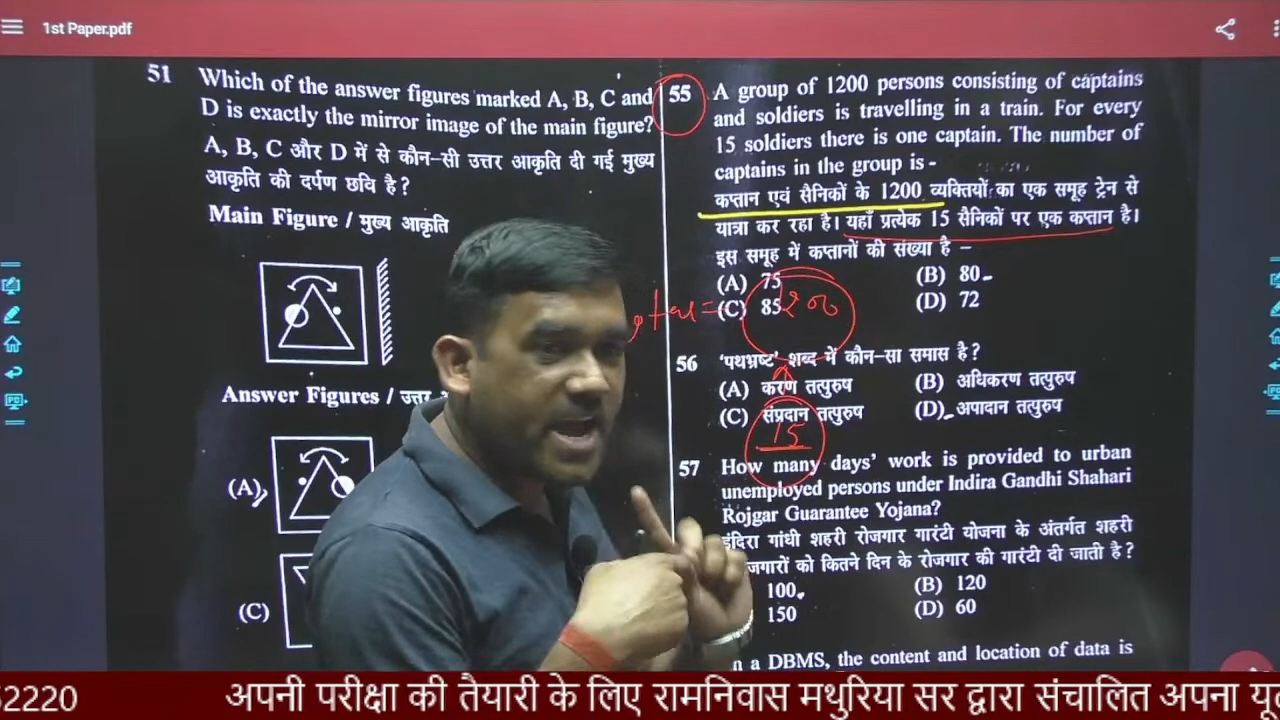 1st Paper.pdf
51 Which of the answer figures marked A, B, C and
D is exactly the mirror image of the main figure?
A, B, C और D में से कौन-सी उत्तर आकृति दी गई मुख्य
आकृति की दर्पण छवि है?
Main Figure / मुख्य आकृति
Answer Figures / उत्तर
(A)
(C)
55 A group of 1200 persons consisting of captains
and soldiers is travelling in a train. For every
15 soldiers there is one captain. The number of
captains in the group is -
कप्तान एवं सैनिकों के 1200 व्यक्तियों का एक समूह ट्रेन से
यात्रा कर रहा है। यहाँ प्रत्येक 15 सैनिकों पर एक कप्तान है।
इस समूह में कप्तानों की संख्या है –
(A) 75 (B) 80
(C) 85 (D) 72
56 'पथभ्रष्ट' शब्द में कौन-सा समास है?
(A) करण तत्पुरुष (B) अधिकरण तत्पुरुष
(C) संप्रदान तत्पुरुष (D) अपादान तत्पुरुष
15
57 How many days' work is provided to urban
unemployed persons under Indira Gandhi Shahari
Rojgar Guarantee Yojana?
इंदिरा गांधी शहरी रोजगार गारंटी योजना के अंतर्गत शहरी
जगारों को कितने दिन के रोजगार की गारंटी दी जाती है?
100 (B) 120
150 (D) 60
n a DBMS, the content and location of data is
52220 अपनी परीक्षा की तैयारी के लिए रामनिवास मथुरिया सर द्वारा संचालित अपना यू